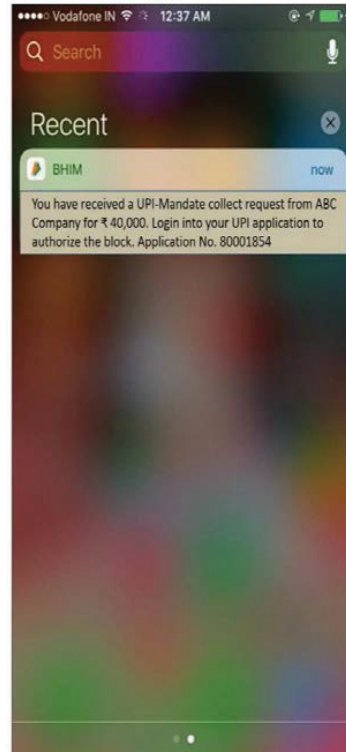 Vodafone IN 12:37 AM
Search
Recent
BHIM now
You have received a UPI-Mandate collect request from ABC
Company for ₹ 40,000. Login into your UPI application to
authorize the block. Application No. 80001854